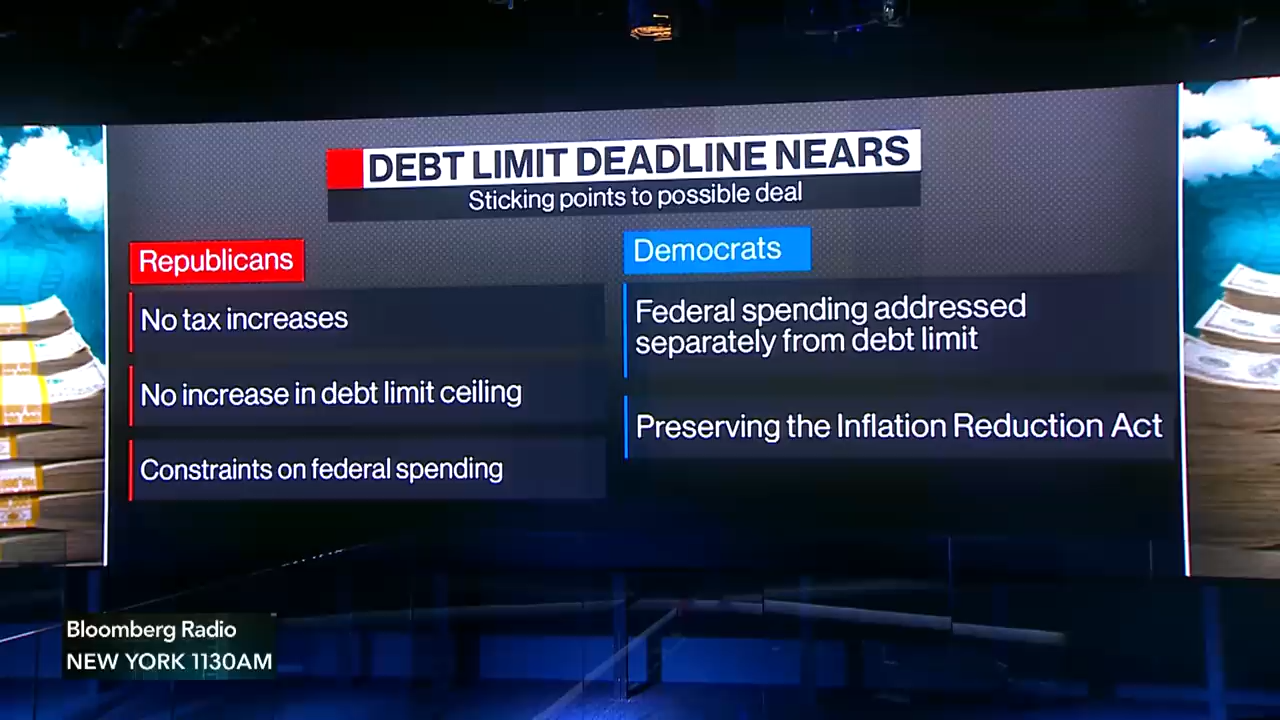 DEBT LIMIT DEADLINE NEARS
Sticking points to possible deal
Republicans
No tax increases
No increase in debt limit ceiling
Constraints on federal spending
Democrats
Federal spending addressed
separately from debt limit
Preserving the Inflation Reduction Act
Bloomberg Radio
NEW YORK 1130AM